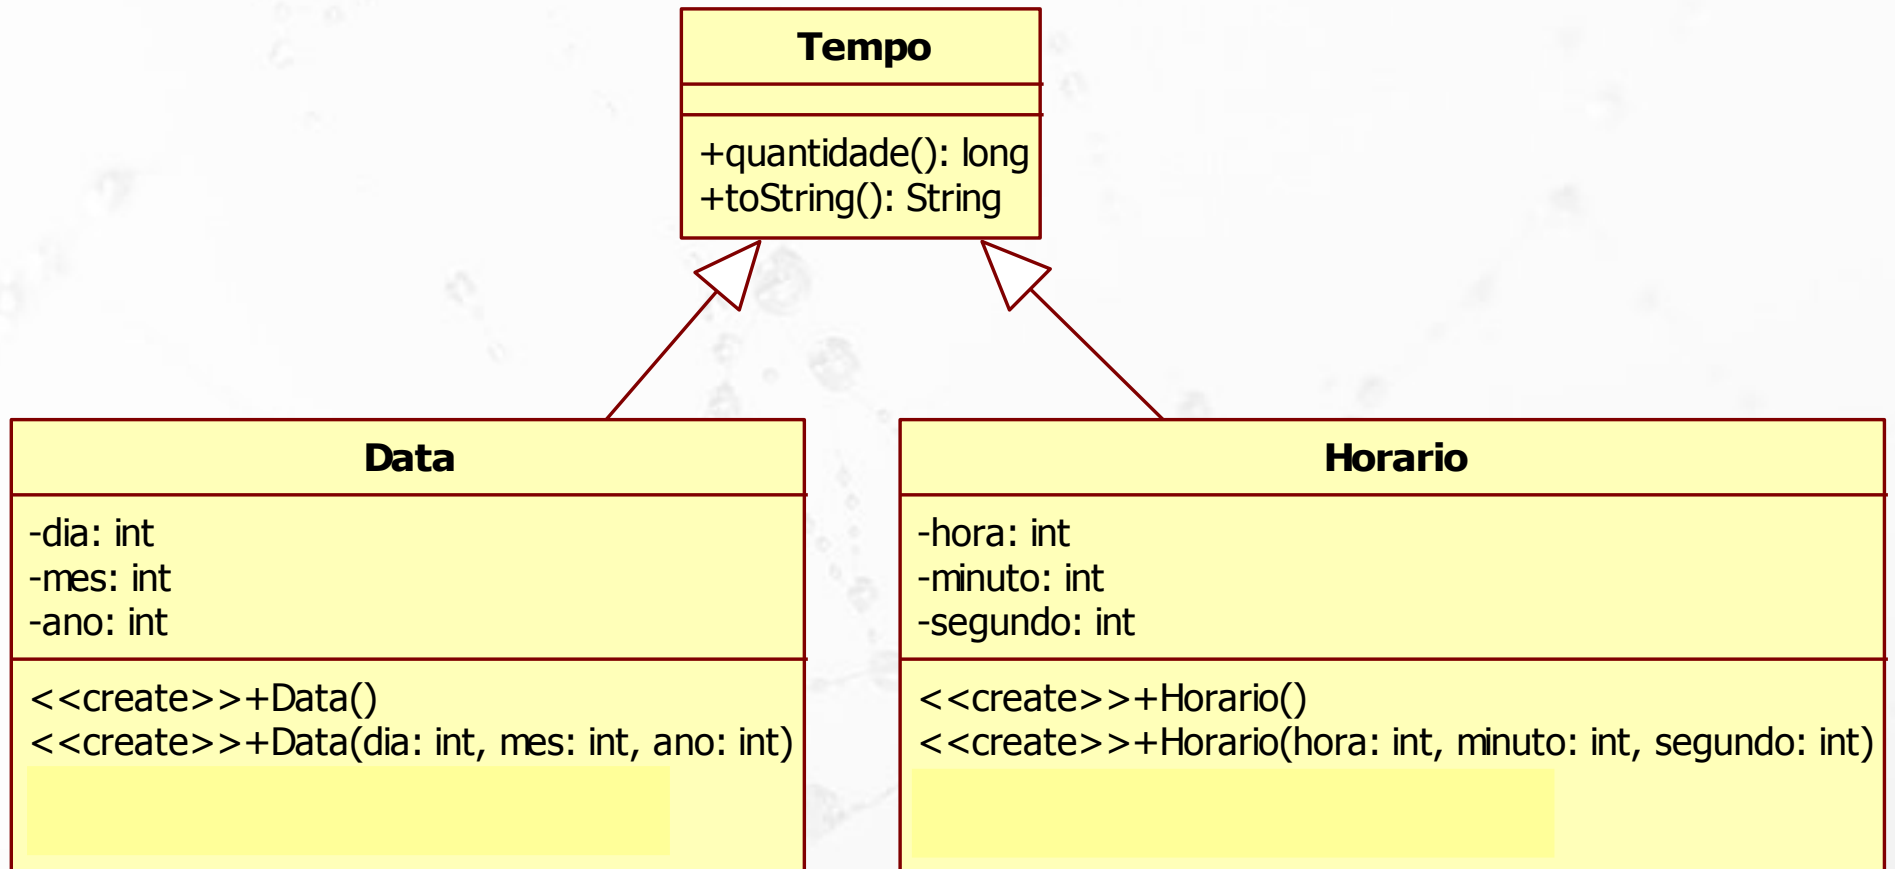 Tempo
+quantidade(): long
+toString(): String
Data
-dia: int
-mes: int
-ano: int
<<create>>+Data()
<<create>>+Data(dia: int, mes: int, ano: int)
Horario
-hora: int
-minuto: int
-segundo: int
<<create>>+Horario()
<<create>>+Horario(hora: int, minuto: int, segundo: int)